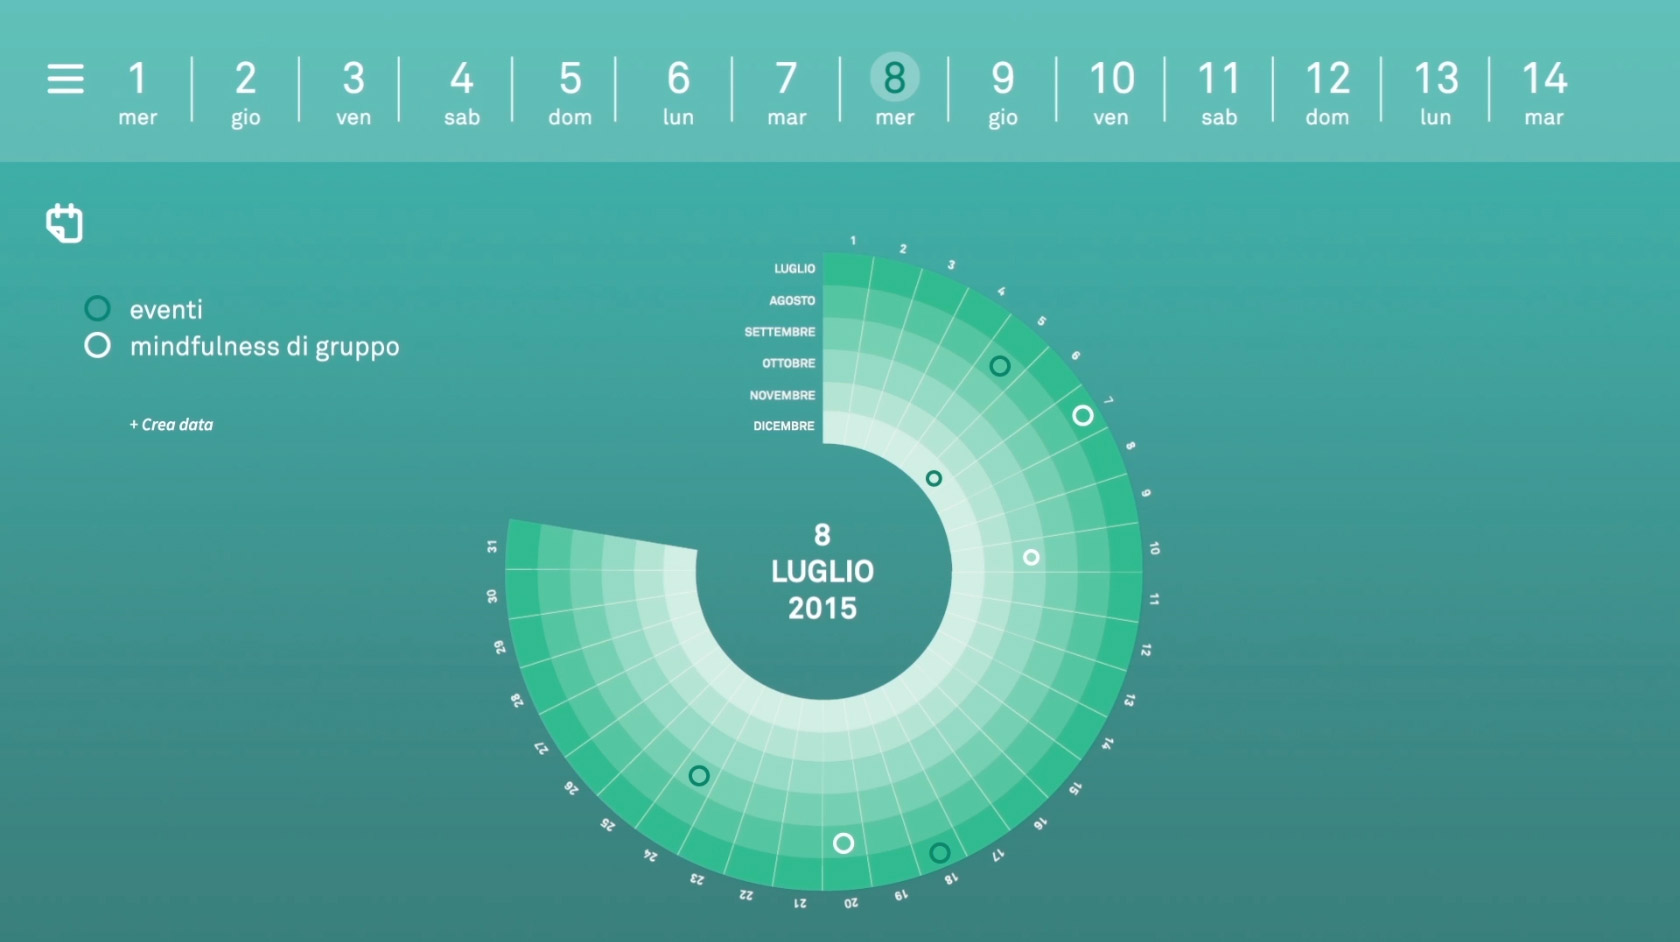 1 2 3 4 5 6 7 8 9 10 11 12 13 14
mer gio ven sab dom lun mar mer gio ven sab dom lun mar
eventi
mindfulness di gruppo
+ Crea data
LUGLIO
AGOSTO
SETTEMBRE
OTTOBRE
NOVEMBRE
DICEMBRE
1
2
3
4
5
6
7
8
9
10
11
12
13
14
15
16
17
18
19
20
21
22
23
24
25
26
27
28
29
30
31
8
LUGLIO
2015